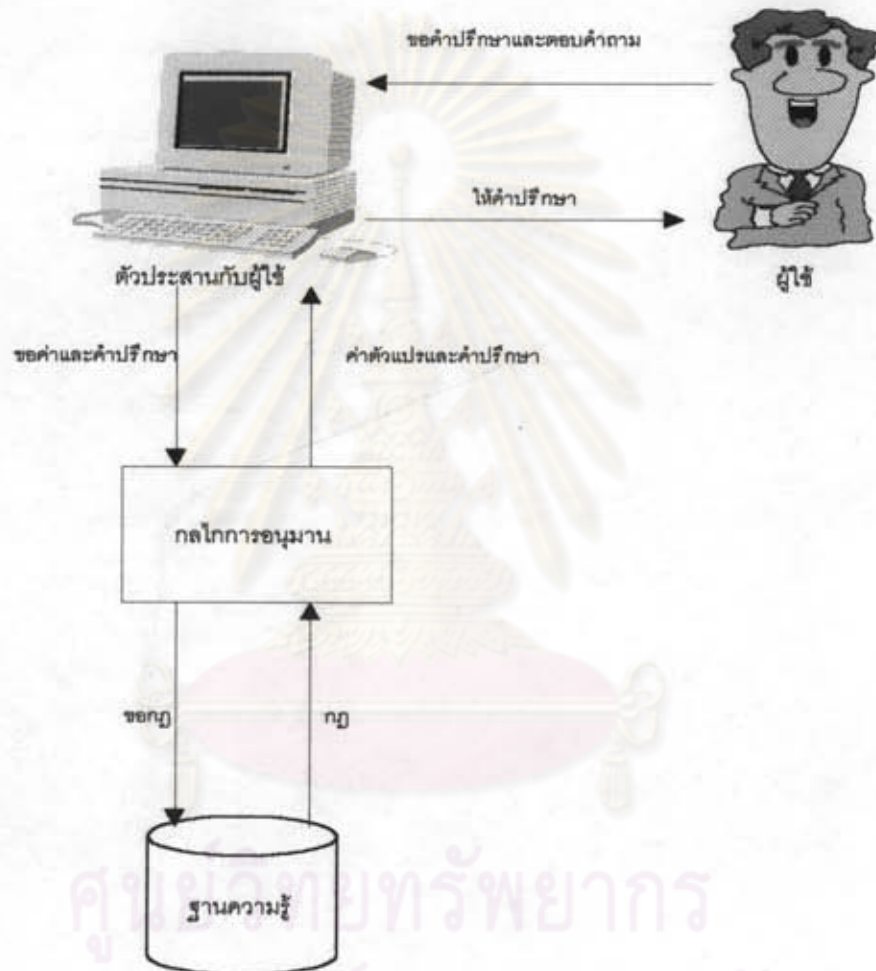 ขอคำปรึกษาและตอบคำถาม
ให้คำปรึกษา
ตัวประสานกับผู้ใช้
ผู้ใช้
ขอค่าและคำปรึกษา
ค่าตัวแปรและคำปรึกษา
กลไกการอนุมาน
ขอกฎ
กฎ
ฐานความรู้
ศูนย์วิทยทรัพยากร